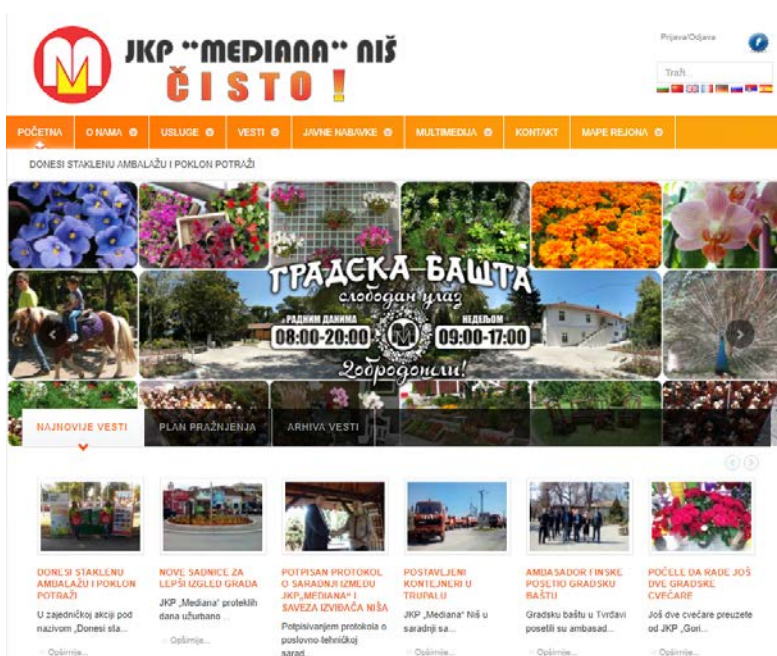 JKP “MEDIANA“ NIŠ
ČISTO!
Prijava/Odjava
Traži...
POČETNA O NAMA USLUGE VESTI JAVNE NABAVKE MULTIMEDIJA KONTAKT MAPE REJONA
DONESI STAKLENU AMBALAŽU I POKLON POTRAŽI
ГРАДСКА БАШТА
слободан улаз
РАДНИМ ДАНИМА
08:00-20:00
НЕДЕЉОМ
09:00-17:00
Добродошли!
NAJNOVIJE VESTI PLAN PRAŽNJENJA ARHIVA VESTI
DONESI STAKLENU
AMBALAŽU I POKLON
POTRAŽI
U zajedničkoj akciji pod
nazivom „Donesi sta...
Opširnije...
NOVE SADNICE ZA
LEPŠI IZGLED GRADA
JKP „Mediana“ proteklih
dana užurbano ...
Opširnije...
POTPISAN PROTOKOL
O SARADNJI IZMEĐU
JKP„MEDIANA“ I
SAVEZA IZVIĐAČA NIŠA
Potpisivanjem protokola o
poslovno-tehničkoj
sarad...
POSTAVLJENI
KONTEJNERI U
TRUPALU
JKP „Mediana“ Niš u
saradnji sa...
Opširnije...
AMBASADOR FINSKE
POSETIO GRADSKU
BAŠTU
Gradsku baštu u Tvrđavi
posetili su ambasad...
Opširnije...
POČELE DA RADE JOŠ
DVE GRADSKE
CVEĆARE
Još dve cvećare preuzete
od JKP „Gori...
Opširnije...